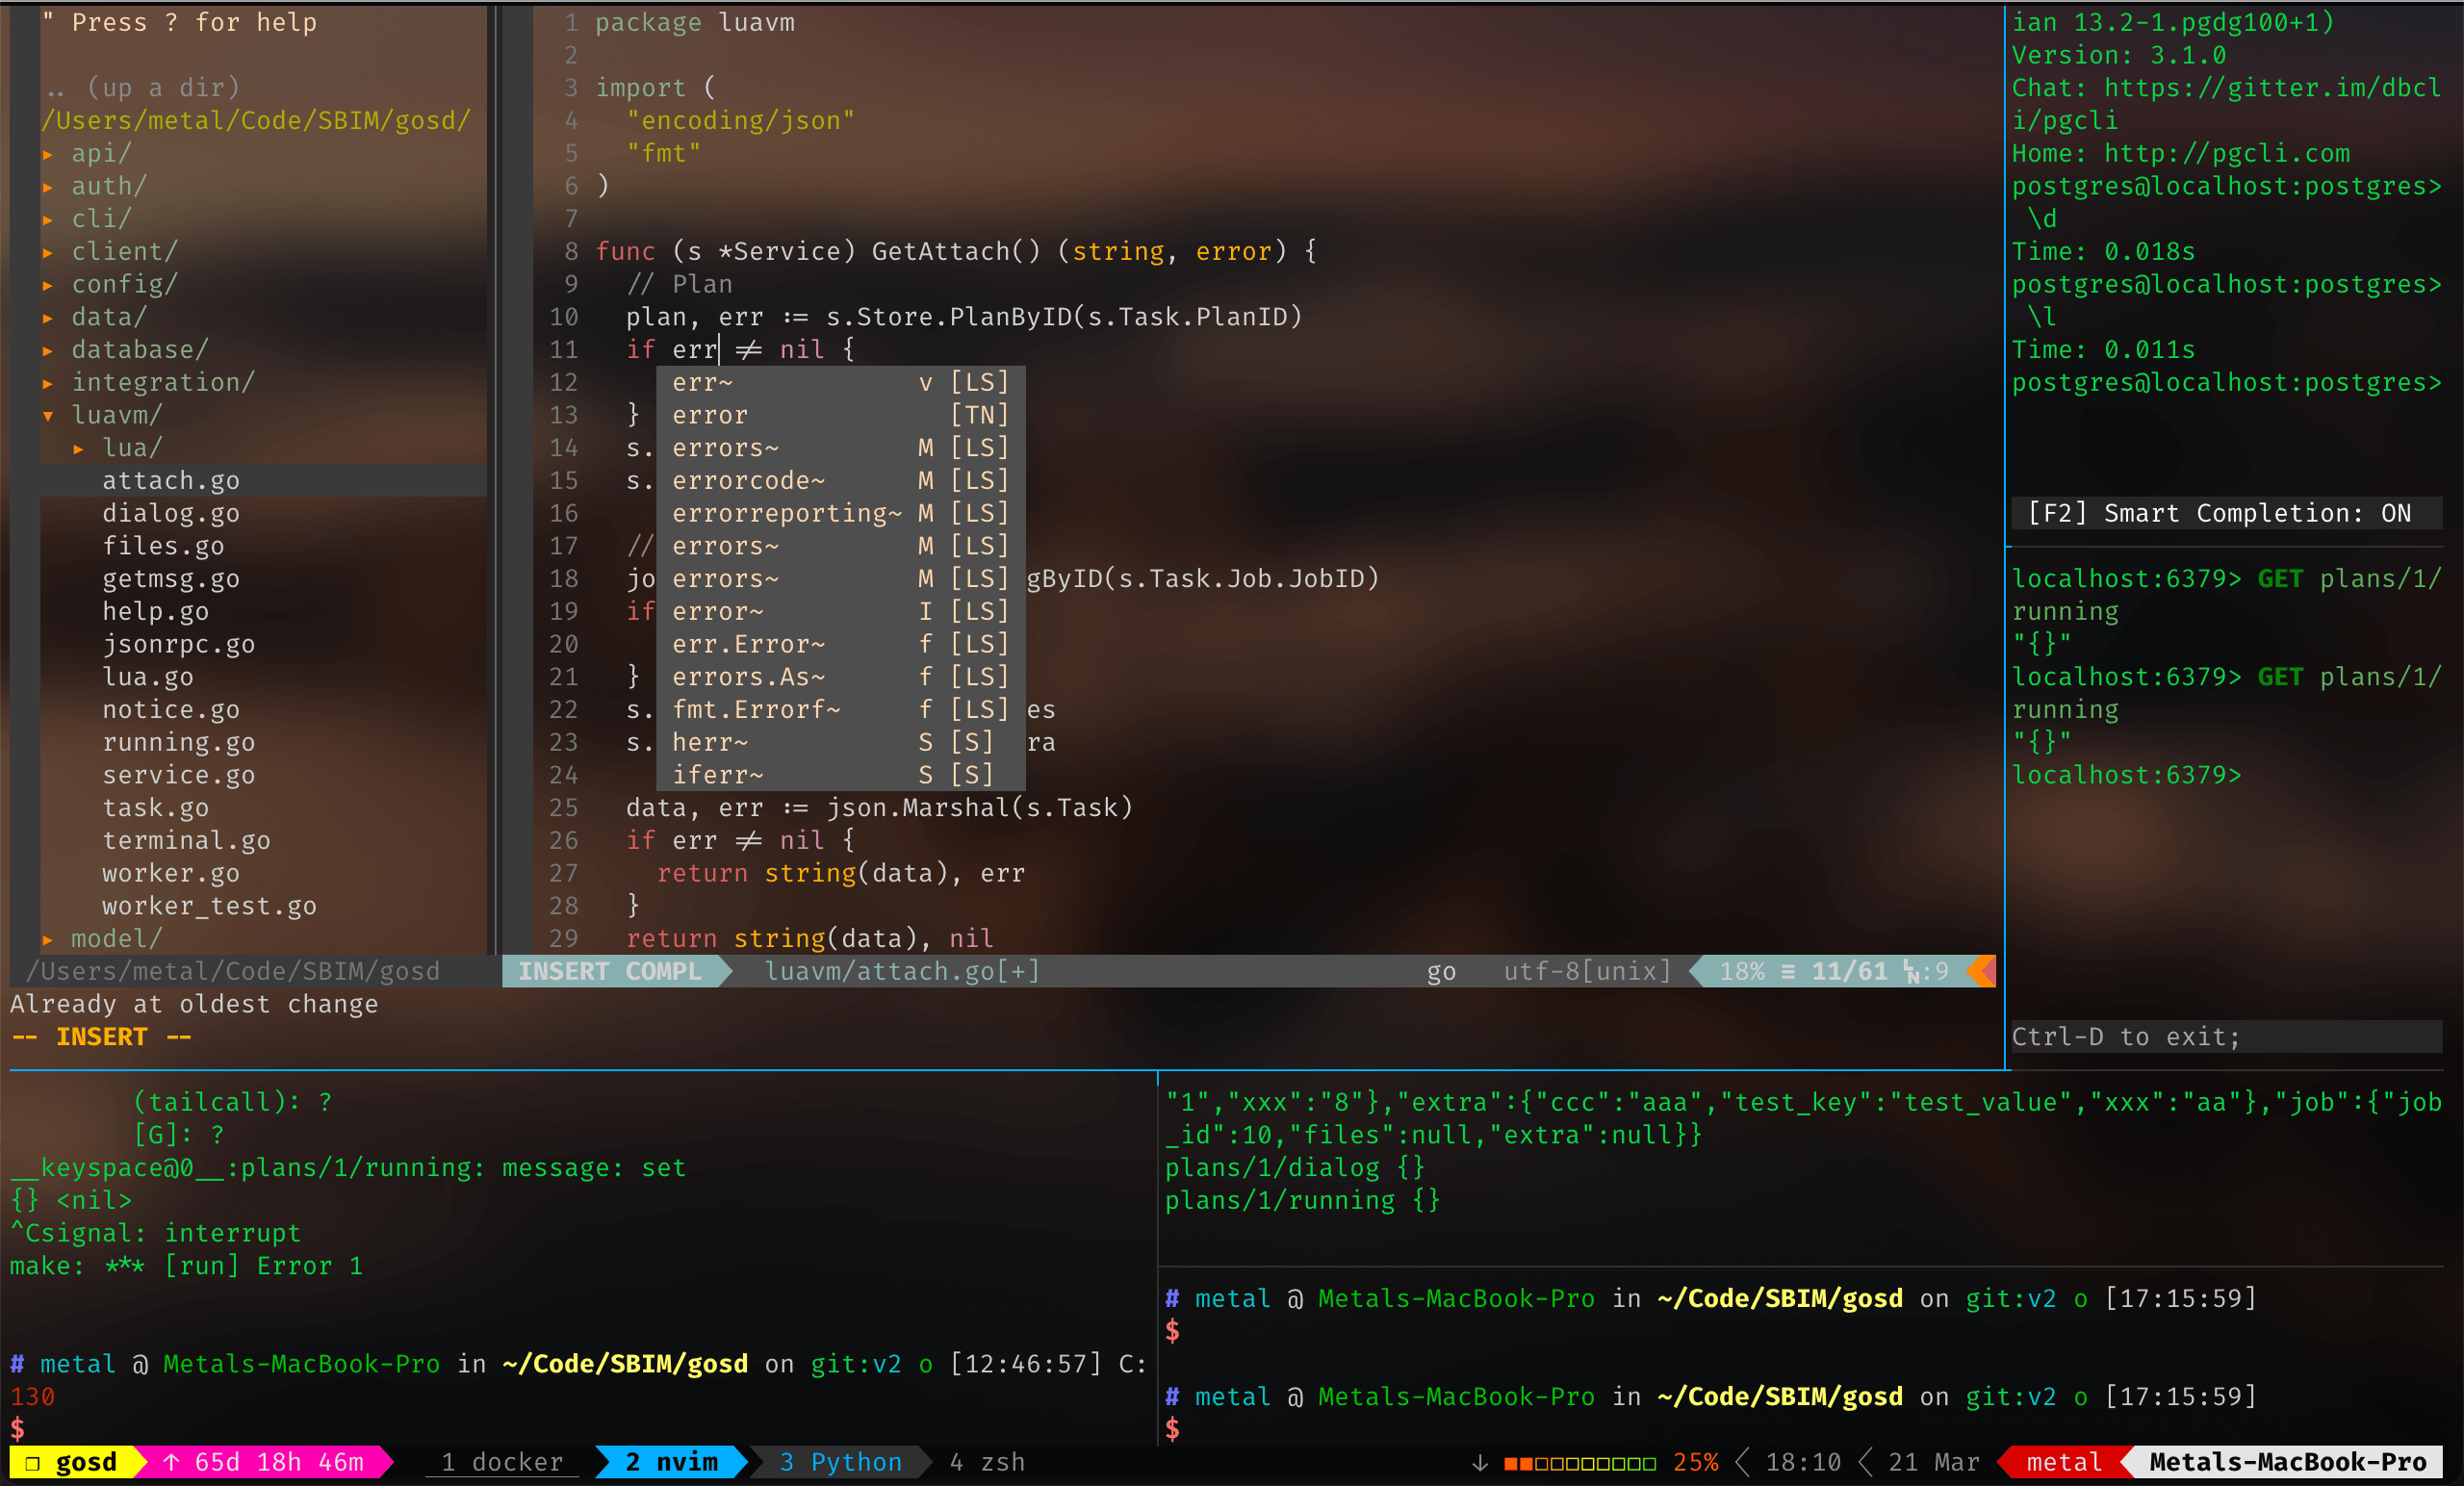 " Press ? for help
.. (up a dir)
/Users/metal/Code/SBIM/gosd/
▸ api/
▸ auth/
▸ cli/
▸ client/
▸ config/
▸ data/
▸ database/
▸ integration/
▾ luavm/
▸ lua/
attach.go
dialog.go
files.go
getmsg.go
help.go
jsonrpc.go
lua.go
notice.go
running.go
service.go
task.go
terminal.go
worker.go
worker_test.go
▸ model/
/Users/metal/Code/SBIM/gosd
1 package luavm
2
3 import (
4 "encoding/json"
5 "fmt"
6 )
7
8 func (s *Service) GetAttach() (string, error) {
9 // Plan
10 plan, err := s.Store.PlanByID(s.Task.PlanID)
11 if err != nil {
12
13 }
14 s.
15 s.
16
17 //
18 jo gByID(s.Task.Job.JobID)
19 if
20
21 }
22 s. es
23 s. ra
24
25 data, err := json.Marshal(s.Task)
26 if err != nil {
27 return string(data), err
28 }
29 return string(data), nil
err~ v [LS]
error [TN]
errors~ M [LS]
errorcode~ M [LS]
errorreporting~ M [LS]
errors~ M [LS]
errors~ M [LS]
error~ I [LS]
err.Error~ f [LS]
errors.As~ f [LS]
fmt.Errorf~ f [LS]
herr~ S [S]
iferr~ S [S]
INSERT COMPL luavm/attach.go[+] go utf-8[unix] 18% ≡ 11/61 LN:9
Already at oldest change
-- INSERT --
ian 13.2-1.pgdg100+1)
Version: 3.1.0
Chat: https://gitter.im/dbcl
i/pgcli
Home: http://pgcli.com
postgres@localhost:postgres>
\d
Time: 0.018s
postgres@localhost:postgres>
\l
Time: 0.011s
postgres@localhost:postgres>
[F2] Smart Completion: ON
localhost:6379> GET plans/1/
running
"{}"
localhost:6379> GET plans/1/
running
"{}"
localhost:6379>
Ctrl-D to exit;
(tailcall): ?
[G]: ?
__keyspace@0__:plans/1/running: message: set
{} <nil>
^Csignal: interrupt
make: *** [run] Error 1
# metal @ Metals-MacBook-Pro in ~/Code/SBIM/gosd on git:v2 o [12:46:57] C:
130
$
"1","xxx":"8"},"extra":{"ccc":"aaa","test_key":"test_value","xxx":"aa"},"job":{"job
_id":10,"files":null,"extra":null}}
plans/1/dialog {}
plans/1/running {}
# metal @ Metals-MacBook-Pro in ~/Code/SBIM/gosd on git:v2 o [17:15:59]
$
# metal @ Metals-MacBook-Pro in ~/Code/SBIM/gosd on git:v2 o [17:15:59]
$
❐ gosd ↑ 65d 18h 46m 1 docker 2 nvim 3 Python 4 zsh ↓ ■■□□□□□□□□ 25% 18:10 21 Mar metal Metals-MacBook-Pro